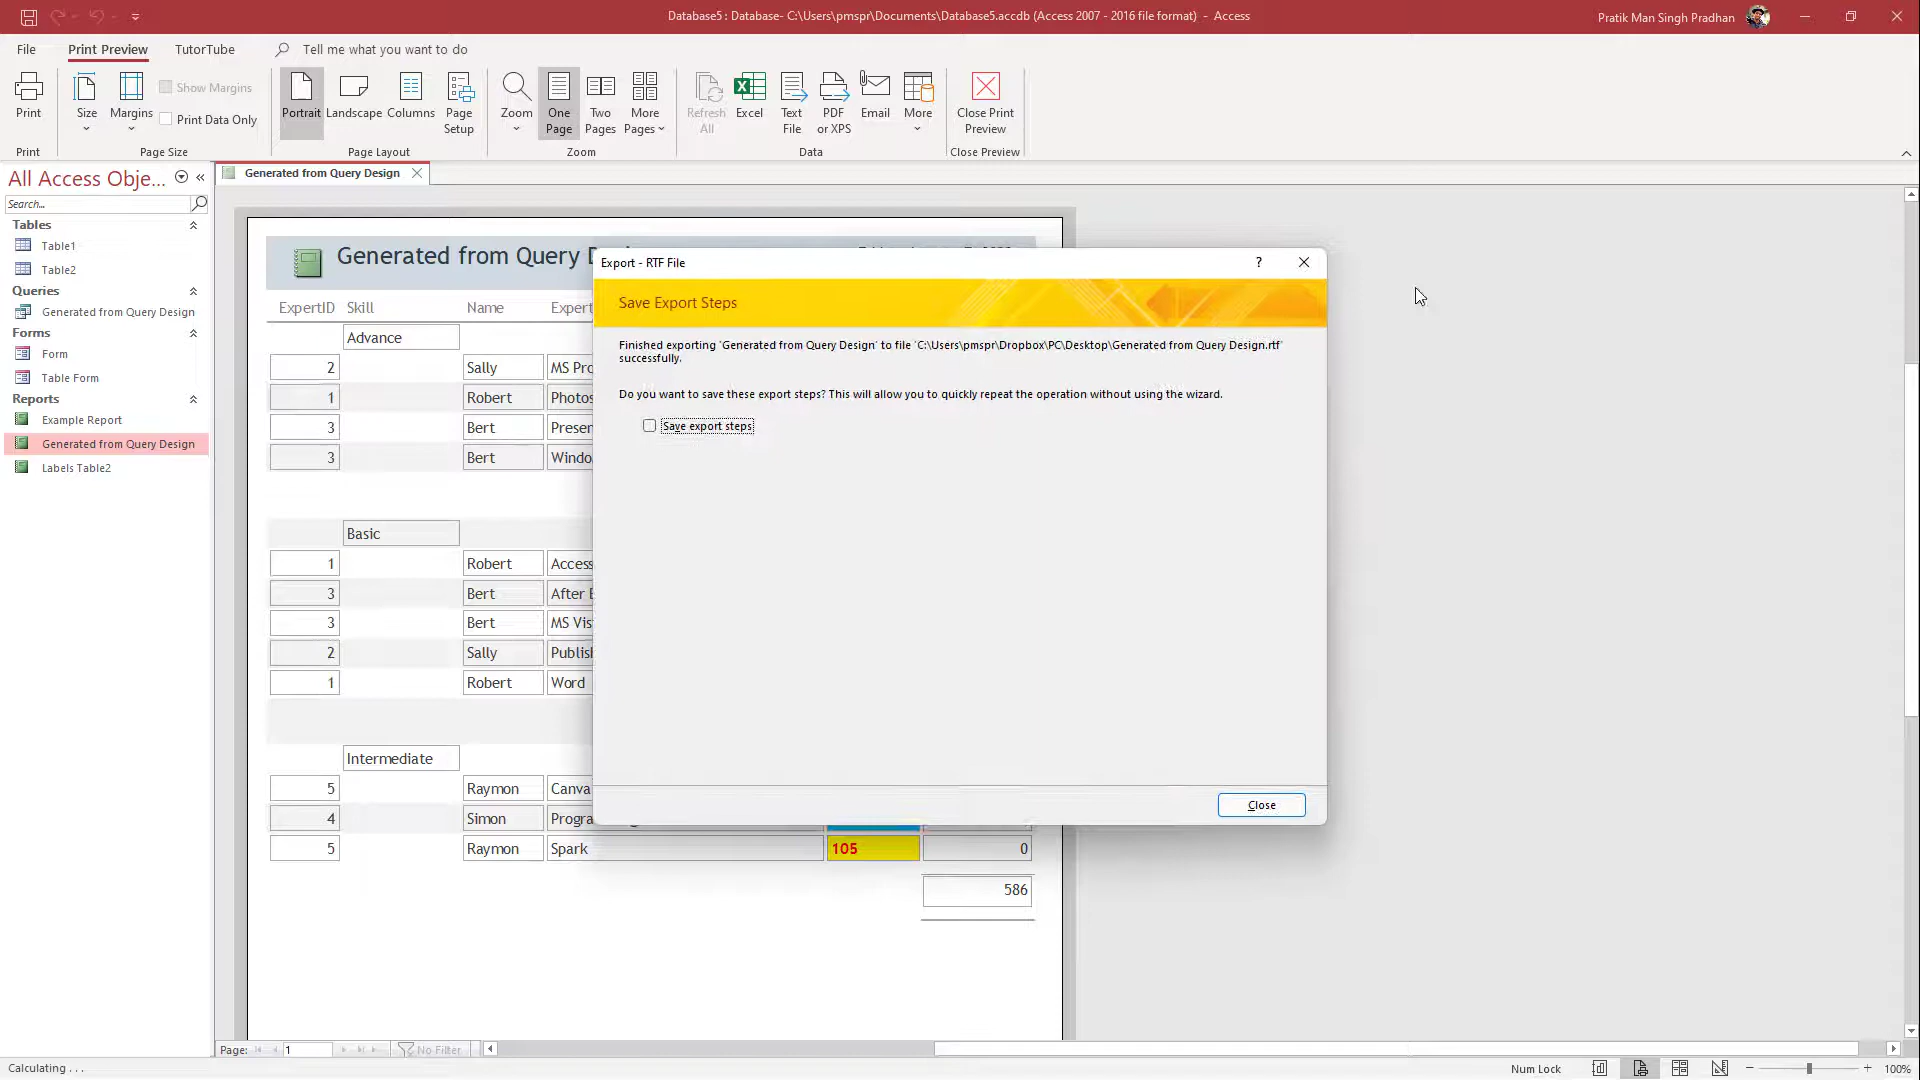 Database5 : Database- C:\Users\pmspr\Documents\Database5.accdb (Access 2007 - 2016 file format) - Access
Pratik Man Singh Pradhan
File
Print Preview
TutorTube
Tell me what you want to do
Print
Size
Margins
Show Margins
Print Data Only
Portrait
Landscape
Columns
Page
Setup
Zoom
One
Page
Two
Pages
More
Pages
Refresh
All
Excel
Text
File
PDF
or XPS
Email
More
Close Print
Preview
Print
Page Size
Page Layout
Zoom
Data
Close Preview
All Access Obje...
Search...
Tables
Table1
Table2
Queries
Generated from Query Design
Forms
Form
Table Form
Reports
Example Report
Generated from Query Design
Labels Table2
Generated from Query Design
Generated from Query D
ExpertID Skill Name Expert
Advance
2 Sally MS Pro
1 Robert Photos
3 Bert Presen
3 Bert Windo
Basic
1 Robert Access
3 Bert After E
3 Bert MS Vis
2 Sally Publish
1 Robert Word
Intermediate
5 Raymon Canva
4 Simon Progra
5 Raymon Spark 105 0
586
Export - RTF File
?
Save Export Steps
Finished exporting 'Generated from Query Design' to file 'C:\Users\pmspr\Dropbox\PC\Desktop\Generated from Query Design.rtf'
successfully.
Do you want to save these export steps? This will allow you to quickly repeat the operation without using the wizard.
Save export steps
Close
Page: 1
No Filter
Calculating . . .
Num Lock
100%